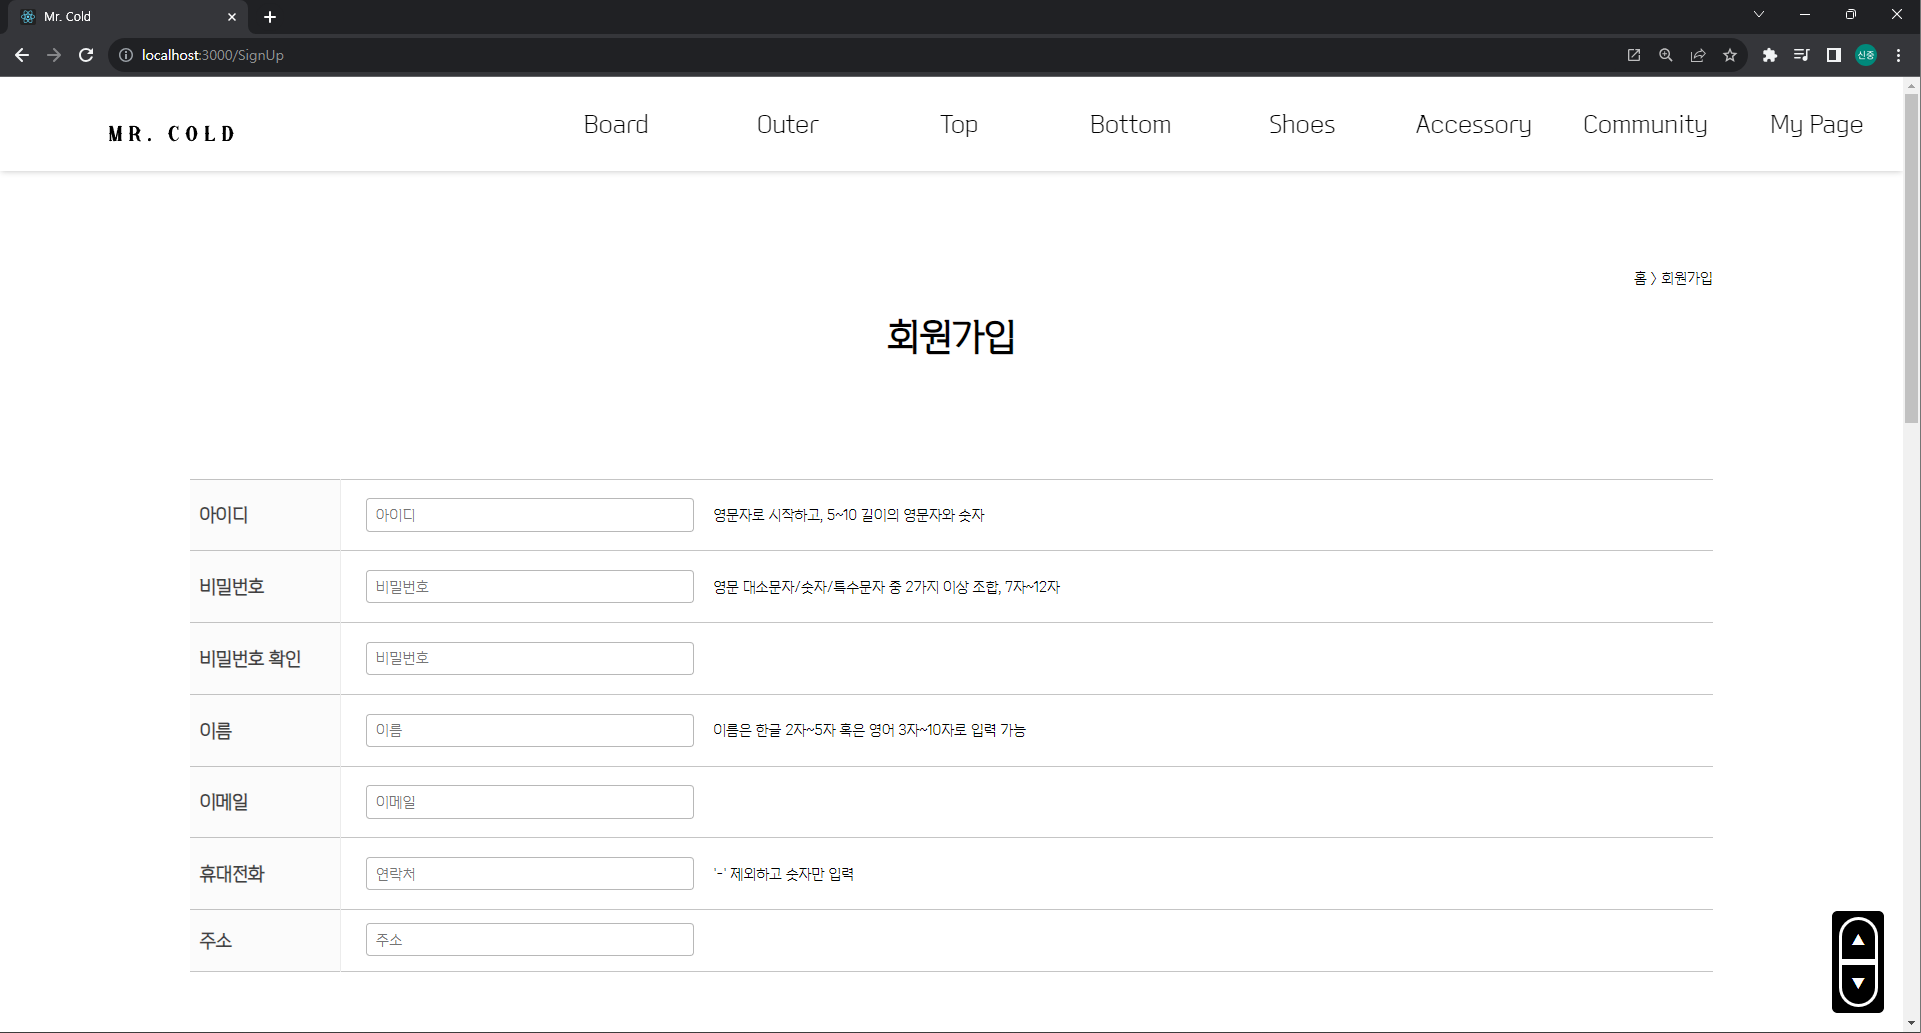 Mr. Cold
localhost:3000/SignUp
신중
MR. COLD
Board Outer Top Bottom Shoes Accessory Community My Page
홈 > 회원가입
회원가입
아이디 아이디 영문자로 시작하고, 5~10 길이의 영문자와 숫자
비밀번호 비밀번호 영문 대소문자/숫자/특수문자 중 2가지 이상 조합, 7자~12자
비밀번호 확인 비밀번호
이름 이름 이름은 한글 2자~5자 혹은 영어 3자~10자로 입력 가능
이메일 이메일
휴대전화 연락처 '-' 제외하고 숫자만 입력
주소 주소